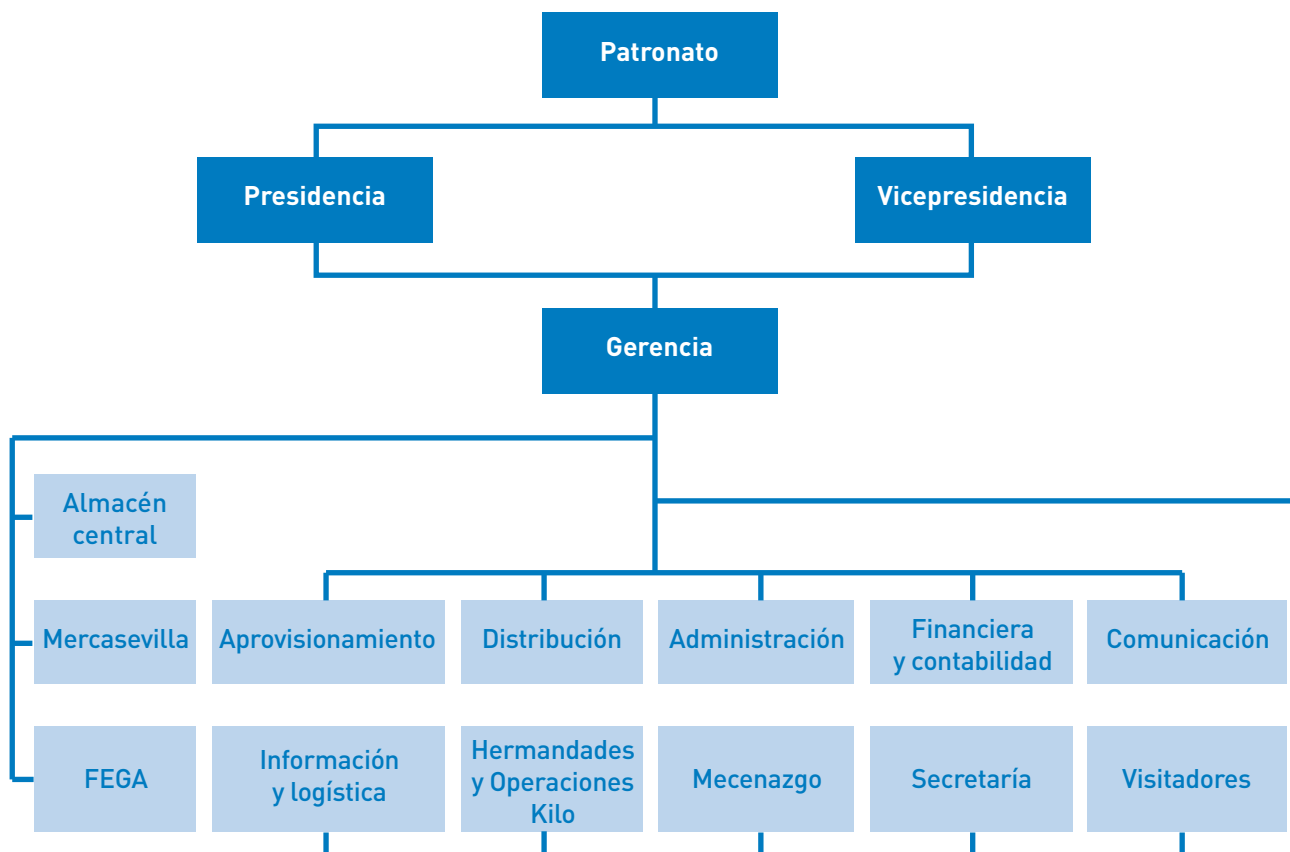 Patronato
Presidencia
Vicepresidencia
Gerencia
Almacén
central
Mercasevilla
Aprovisionamiento
Distribución
Administración
Financiera
y contabilidad
Comunicación
FEGA
Información
y logística
Hermandades
y Operaciones
Kilo
Mecenazgo
Secretaría
Visitadores